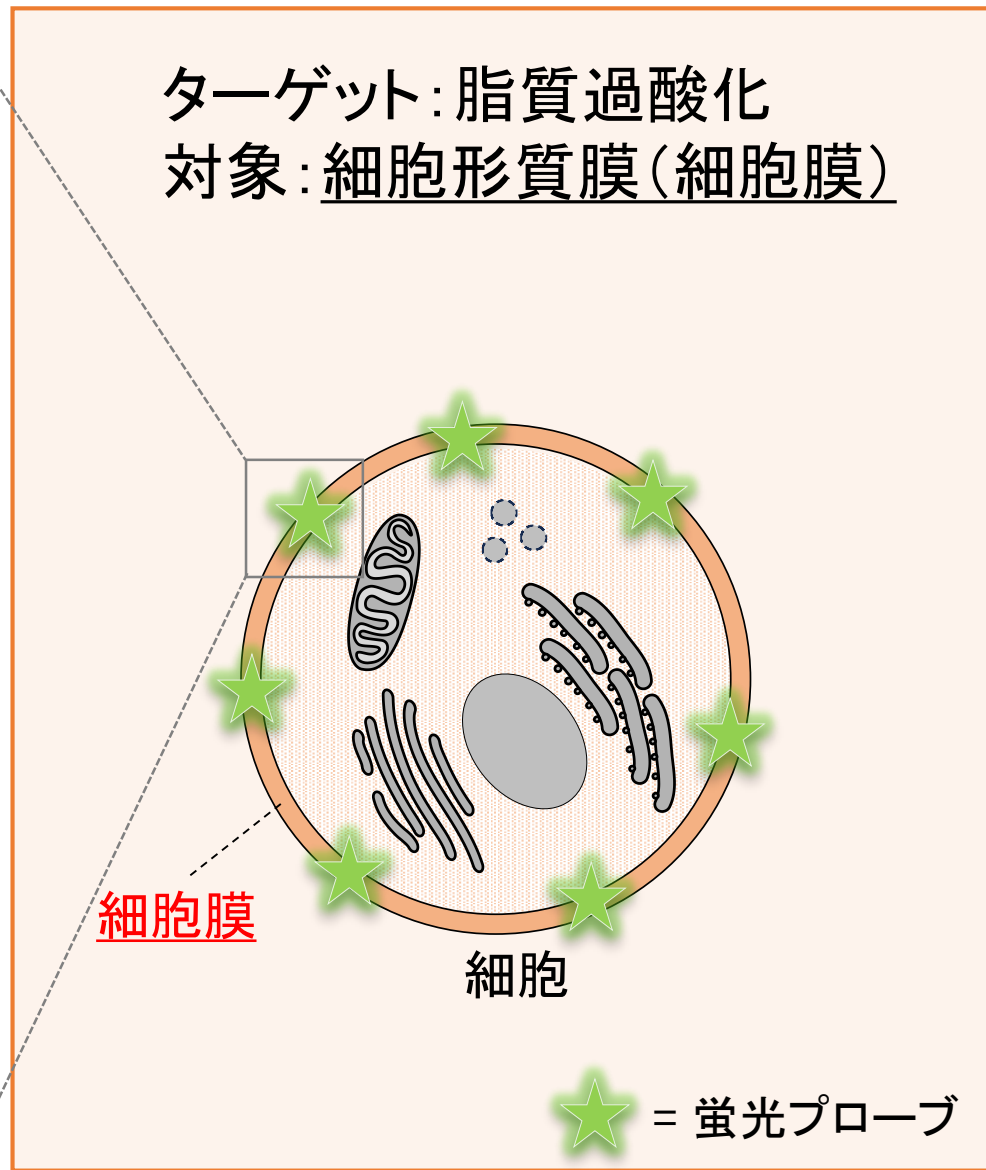 ターゲット：脂質過酸化
対象：細胞形質膜（細胞膜）
細胞膜
細胞
= 蛍光プローブ